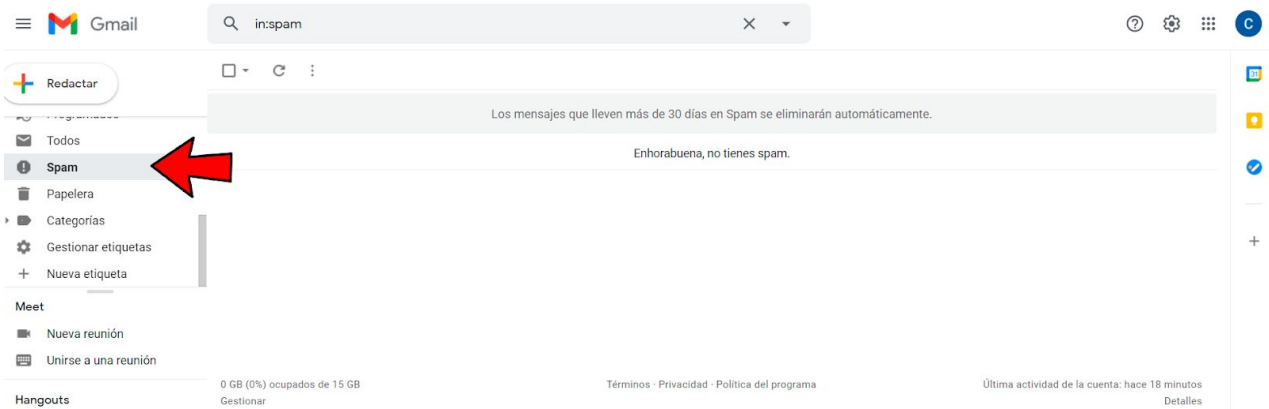 Gmail
in:spam
C
Redactar
31
Programados
Los mensajes que lleven más de 30 días en Spam se eliminarán automáticamente.
Todos
Enhorabuena, no tienes spam.
Spam
Papelera
Categorías
Gestionar etiquetas
Nueva etiqueta
Meet
Nueva reunión
Unirse a una reunión
Hangouts
0 GB (0%) ocupados de 15 GB
Gestionar
Términos · Privacidad · Política del programa
Última actividad de la cuenta: hace 18 minutos
Detalles